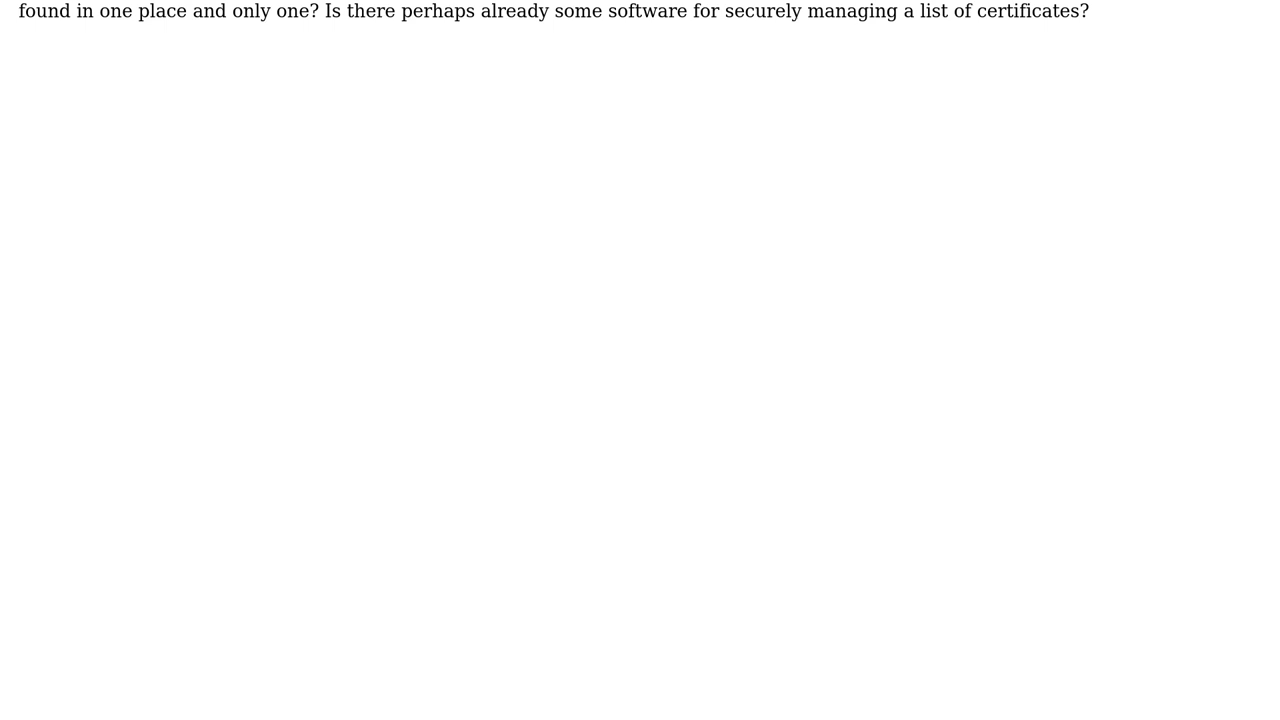 found in one place and only one? Is there perhaps already some software for securely managing a list of certificates?